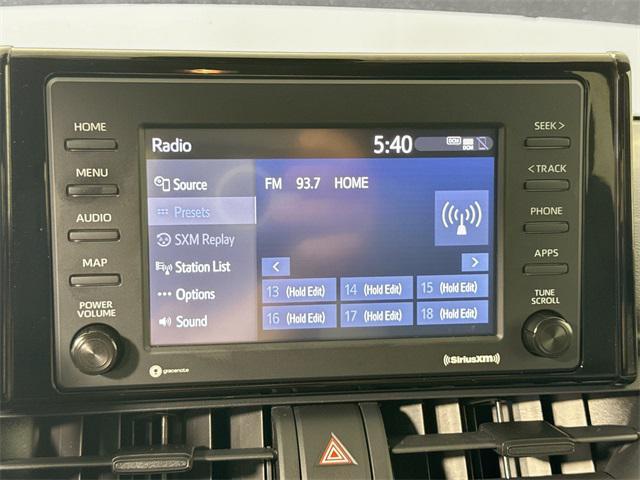 HOME
MENU
AUDIO
MAP
POWER
VOLUME
gracenote
Radio
5:40
DCM
DCM
Source
Presets
SXM Replay
Station List
Options
Sound
FM 93.7 HOME
< >
13 (Hold Edit) 14 (Hold Edit) 15 (Hold Edit)
16 (Hold Edit) 17 (Hold Edit) 18 (Hold Edit)
SEEK >
< TRACK
PHONE
APPS
TUNE
SCROLL
((SiriusXM))